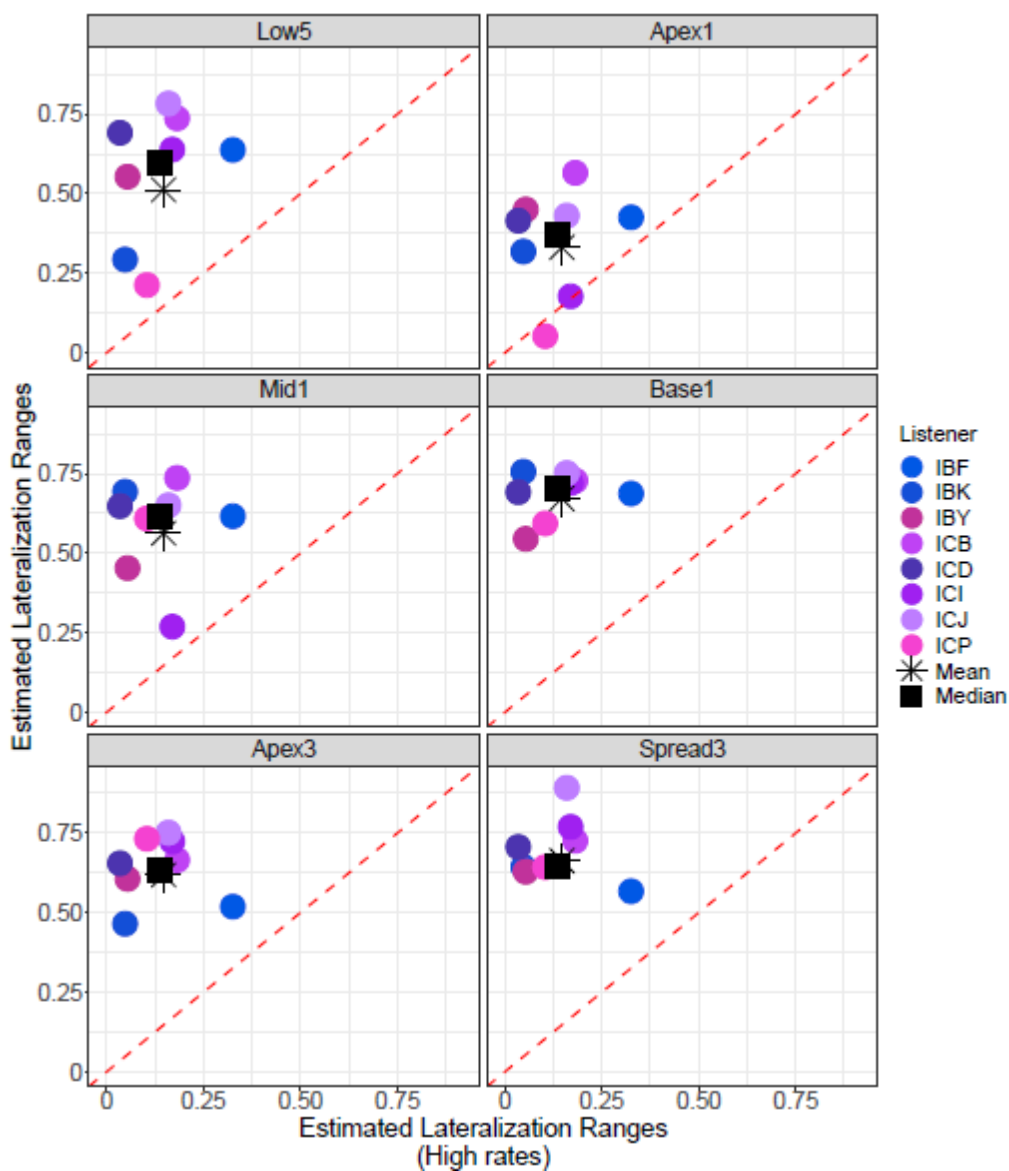 Low5
Apex1
0.75
0.50
0.25
0
Mid1
Base1
0.75
0.50
0.25
0
Apex3
Spread3
0.75
0.50
0.25
0
0
0.25
0.50
0.75
0
0.25
0.50
0.75
Estimated Lateralization Ranges
Estimated Lateralization Ranges
(High rates)
Listener
IBF
IBK
IBY
ICB
ICD
ICI
ICJ
ICP
Mean
Median